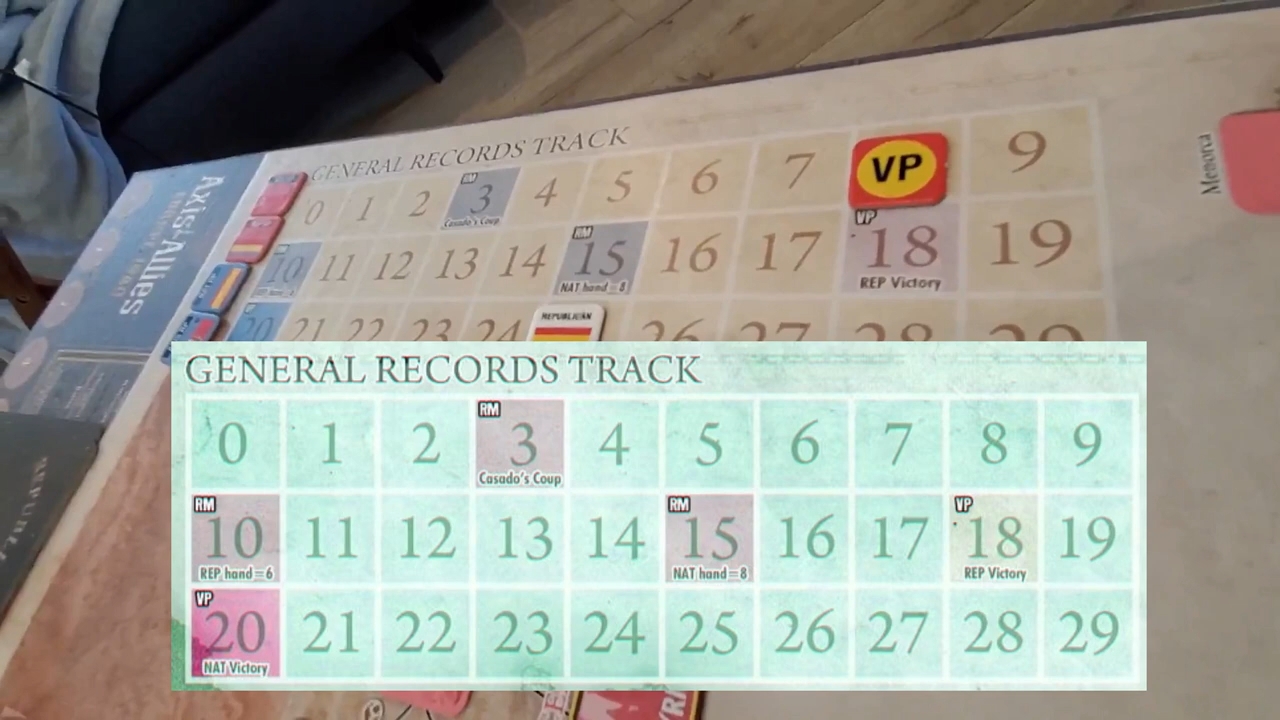 GENERAL RECORDS TRACK
RM
0 1 2 3 4 5 6 7 VP 9
Casado's Coup
RM VP
10 11 12 13 14 15 16 17 18 19
NAT hand=8 REP Victory
REPUBLICAN
20 21 22 23 24 26 27 28 29
Menorca
Axis & Allies
GENERAL RECORDS TRACK
RM
0 1 2 3 4 5 6 7 8 9
Casado's Coup
RM RM VP
10 11 12 13 14 15 16 17 18 19
REP hand=6 NAT hand=8 REP Victory
VP
20 21 22 23 24 25 26 27 28 29
NAT Victory